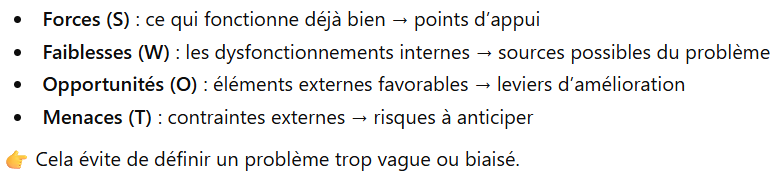 • Forces (S) : ce qui fonctionne déjà bien → points d’appui
• Faiblesses (W) : les dysfonctionnements internes → sources possibles du problème
• Opportunités (O) : éléments externes favorables → leviers d’amélioration
• Menaces (T) : contraintes externes → risques à anticiper
👉 Cela évite de définir un problème trop vague ou biaisé.